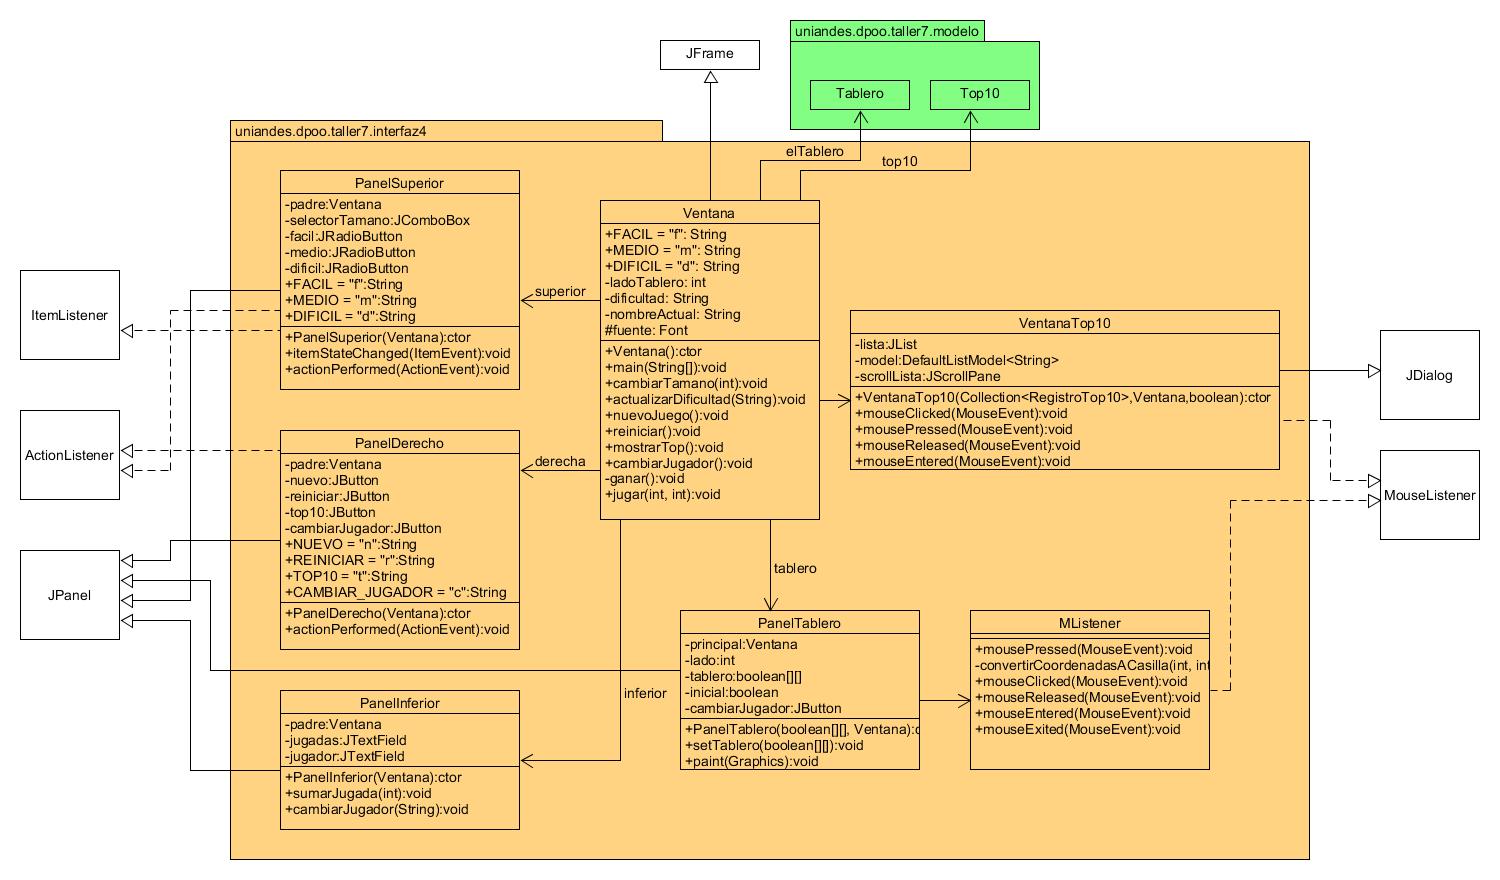 uniandes.dpoo.taller7.modelo
JFrame
Tablero
Top10
uniandes.dpoo.taller7.interfaz4
elTablero
top10
PanelSuperior
-padre:Ventana
-selectorTamano:JComboBox
-facil:JRadioButton
-medio:JRadioButton
-dificil:JRadioButton
+FACIL = "f":String
+MEDIO = "m":String
+DIFICIL = "d":String
+PanelSuperior(Ventana):ctor
+itemStateChanged(ItemEvent):void
+actionPerformed(ActionEvent):void
superior
Ventana
+FACIL = "f": String
+MEDIO = "m": String
+DIFICIL = "d": String
-ladoTablero: int
-dificultad: String
-nombreActual: String
#fuente: Font
+Ventana():ctor
+main(String[]):void
+cambiarTamano(int):void
+actualizarDificultad(String):void
+nuevoJuego():void
+reiniciar():void
+mostrarTop():void
+cambiarJugador():void
-ganar():void
+jugar(int, int):void
ItemListener
VentanaTop10
-lista:JList
-model:DefaultListModel<String>
-scrollLista:JScrollPane
+VentanaTop10(Collection<RegistroTop10>,Ventana,boolean):ctor
+mouseClicked(MouseEvent):void
+mousePressed(MouseEvent):void
+mouseReleased(MouseEvent):void
+mouseEntered(MouseEvent):void
JDialog
ActionListener
PanelDerecho
-padre:Ventana
-nuevo:JButton
-reiniciar:JButton
-top10:JButton
-cambiarJugador:JButton
+NUEVO = "n":String
+REINICIAR = "r":String
+TOP10 = "t":String
+CAMBIAR_JUGADOR = "c":String
+PanelDerecho(Ventana):ctor
+actionPerformed(ActionEvent):void
derecha
MouseListener
tablero
JPanel
PanelTablero
-principal:Ventana
-lado:int
-tablero:boolean[][]
-inicial:boolean
-cambiarJugador:JButton
+PanelTablero(boolean[][], Ventana):c
+setTablero(boolean[][]):void
+paint(Graphics):void
MListener
+mousePressed(MouseEvent):void
-convertirCoordenadasACasilla(int, int
+mouseClicked(MouseEvent):void
+mouseReleased(MouseEvent):void
+mouseEntered(MouseEvent):void
+mouseExited(MouseEvent):void
inferior
PanelInferior
-padre:Ventana
-jugadas:JTextField
-jugador:JTextField
+PanelInferior(Ventana):ctor
+sumarJugada(int):void
+cambiarJugador(String):void